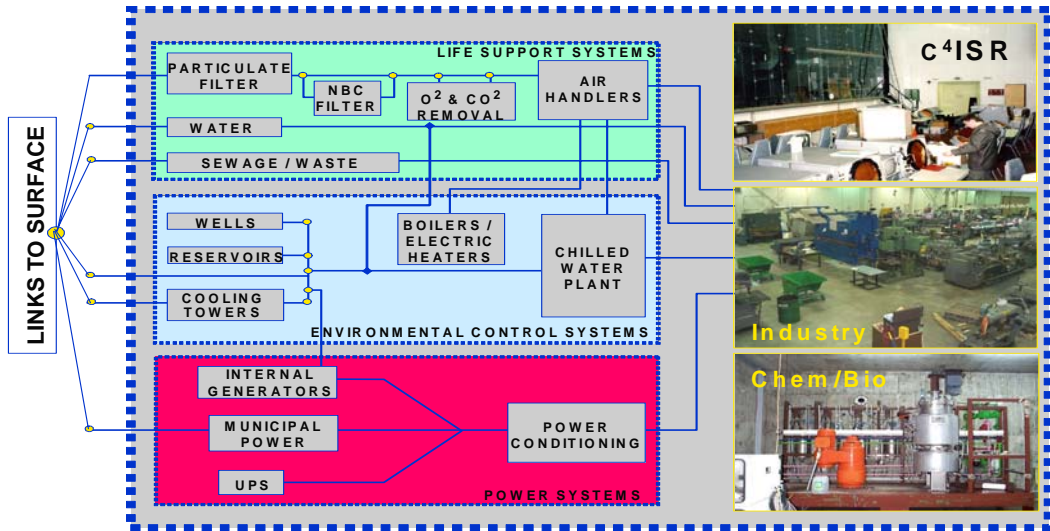 LINKS TO SURFACE
LIFE SUPPORT SYSTEMS
PARTICULATE
FILTER
NBC
FILTER
O² & CO²
REMOVAL
AIR
HANDLERS
WATER
SEWAGE / WASTE
WELLS
RESERVOIRS
COOLING
TOWERS
BOILERS /
ELECTRIC
HEATERS
CHILLED
WATER
PLANT
ENVIRONMENTAL CONTROL SYSTEMS
INTERNAL
GENERATORS
MUNICIPAL
POWER
UPS
POWER
CONDITIONING
POWER SYSTEMS
C⁴ISR
Industry
Chem/Bio